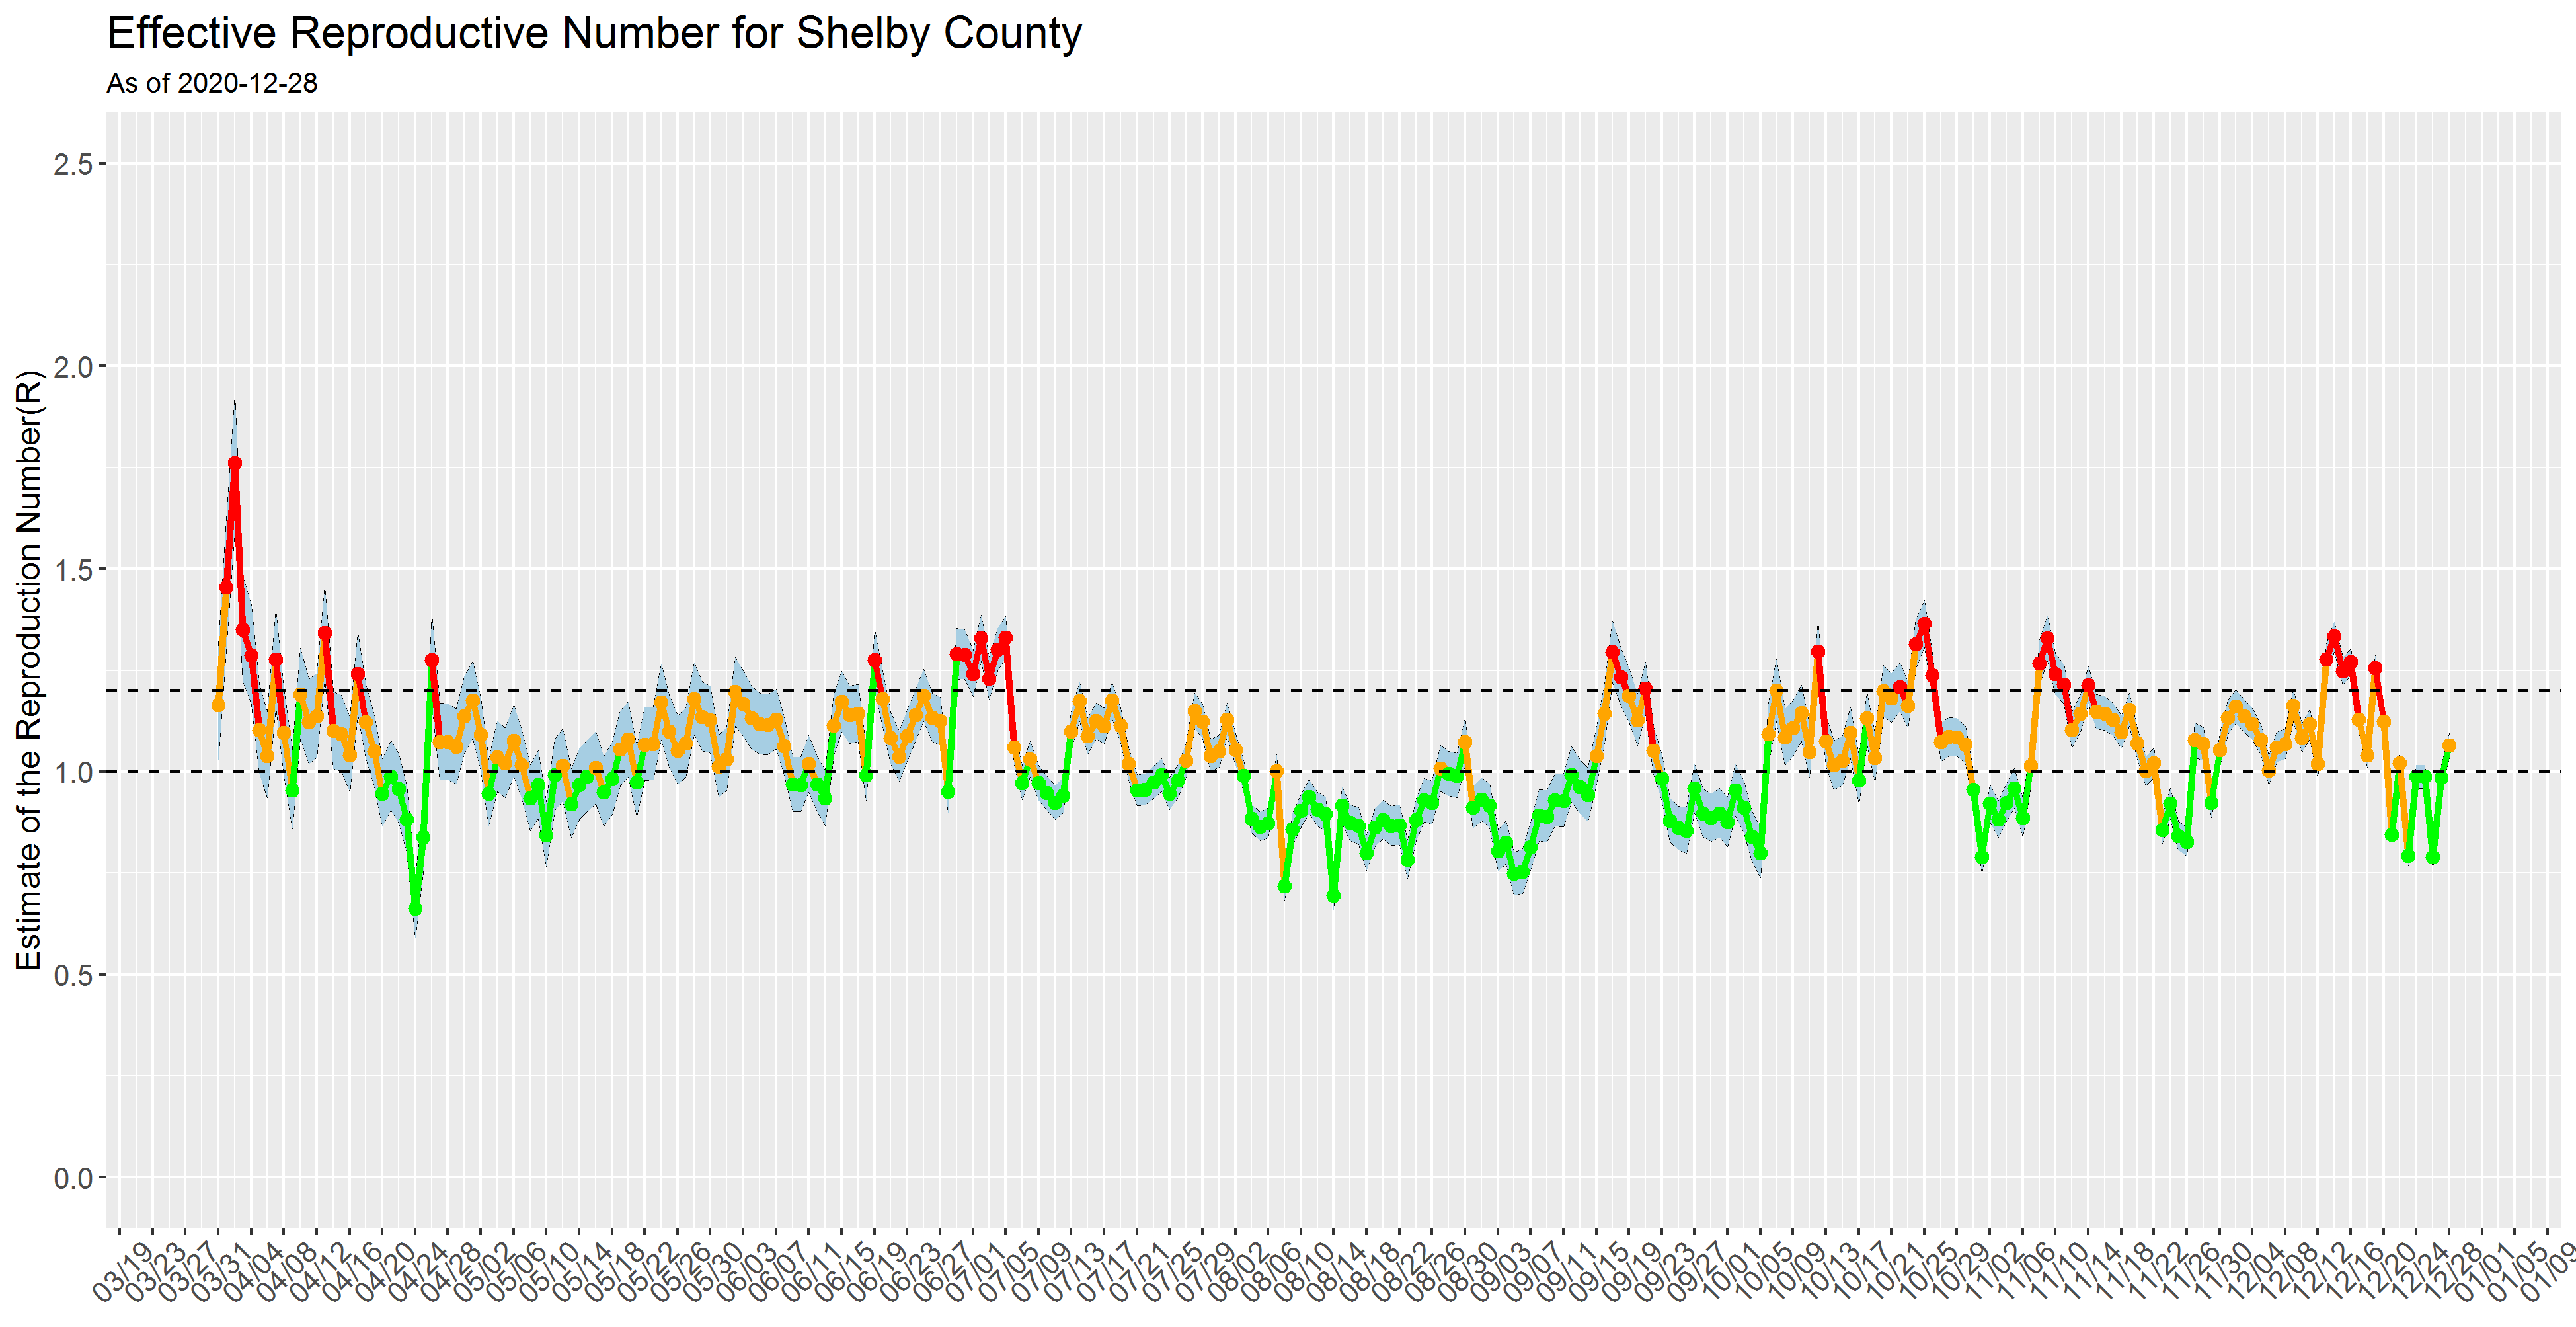 Effective Reproductive Number for Shelby County
As of 2020-12-28
Estimate of the Reproduction Number(R)
2.5
2.0
1.5
1.0
0.5
0.0
03/19 03/23 03/27 03/31 04/04 04/08 04/12 04/16 04/20 04/24 04/28 05/02 05/06 05/10 05/14 05/18 05/22 05/26 05/30 06/03 06/07 06/11 06/15 06/19 06/23 06/27 07/01 07/05 07/09 07/13 07/17 07/21 07/25 07/29 08/02 08/06 08/10 08/14 08/18 08/22 08/26 08/30 09/03 09/07 09/11 09/15 09/19 09/23 09/27 10/01 10/05 10/09 10/13 10/17 10/21 10/25 10/29 11/02 11/06 11/10 11/14 11/18 11/22 11/26 11/30 12/04 12/08 12/12 12/16 12/20 12/24 12/28 01/01 01/05 01/09